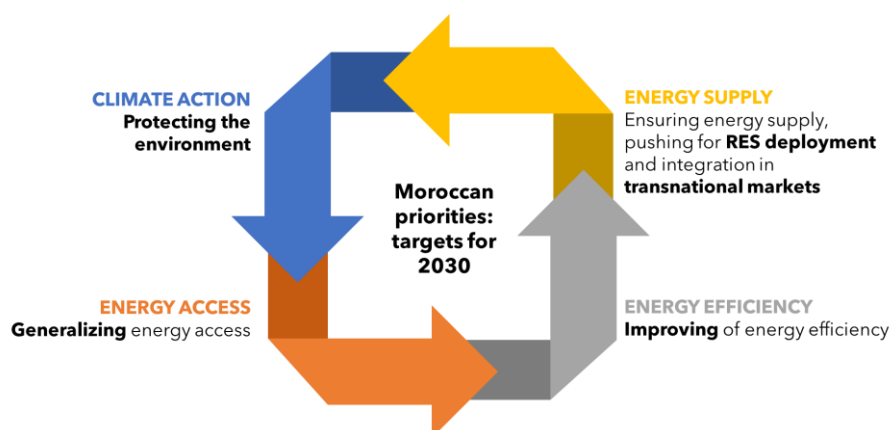 CLIMATE ACTION
Protecting the
environment
ENERGY SUPPLY
Ensuring energy supply,
pushing for RES deployment
and integration in
transnational markets
Moroccan
priorities:
targets for
2030
ENERGY ACCESS
Generalizing energy access
ENERGY EFFICIENCY
Improving of energy efficiency